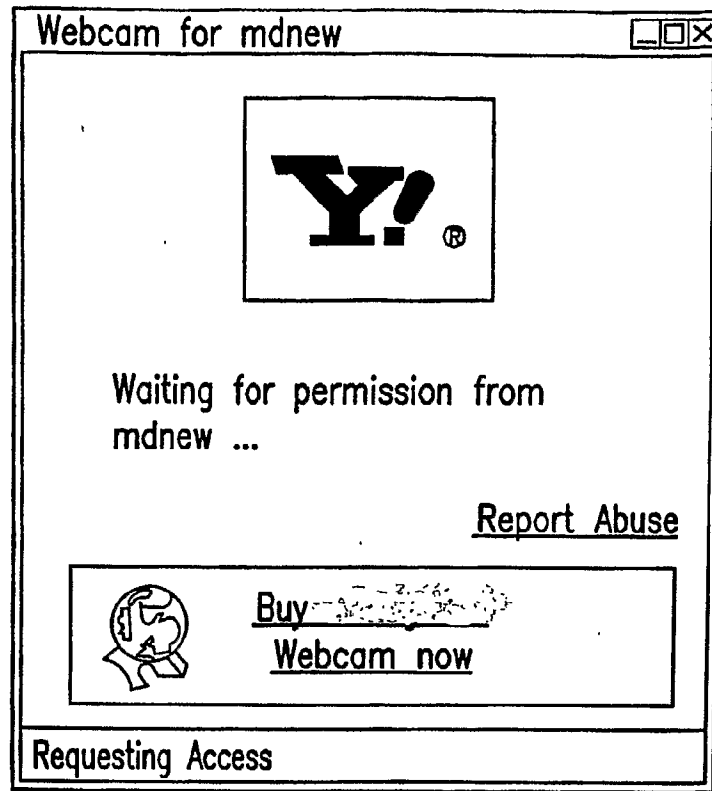 Webcam for mdnew
Y! ®
Waiting for permission from
mdnew ...
Report Abuse
Buy
Webcam now
Requesting Access